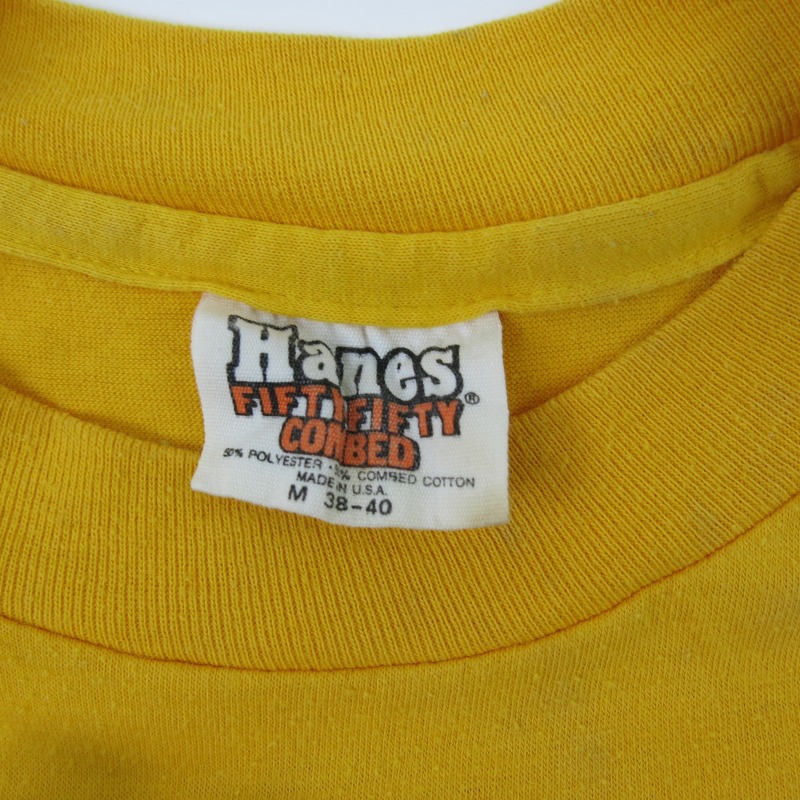 Hanes
FIFTY FIFTY®
COMBED
50% POLYESTER • % COMBED COTTON
MADE IN U.S.A.
M 38-40